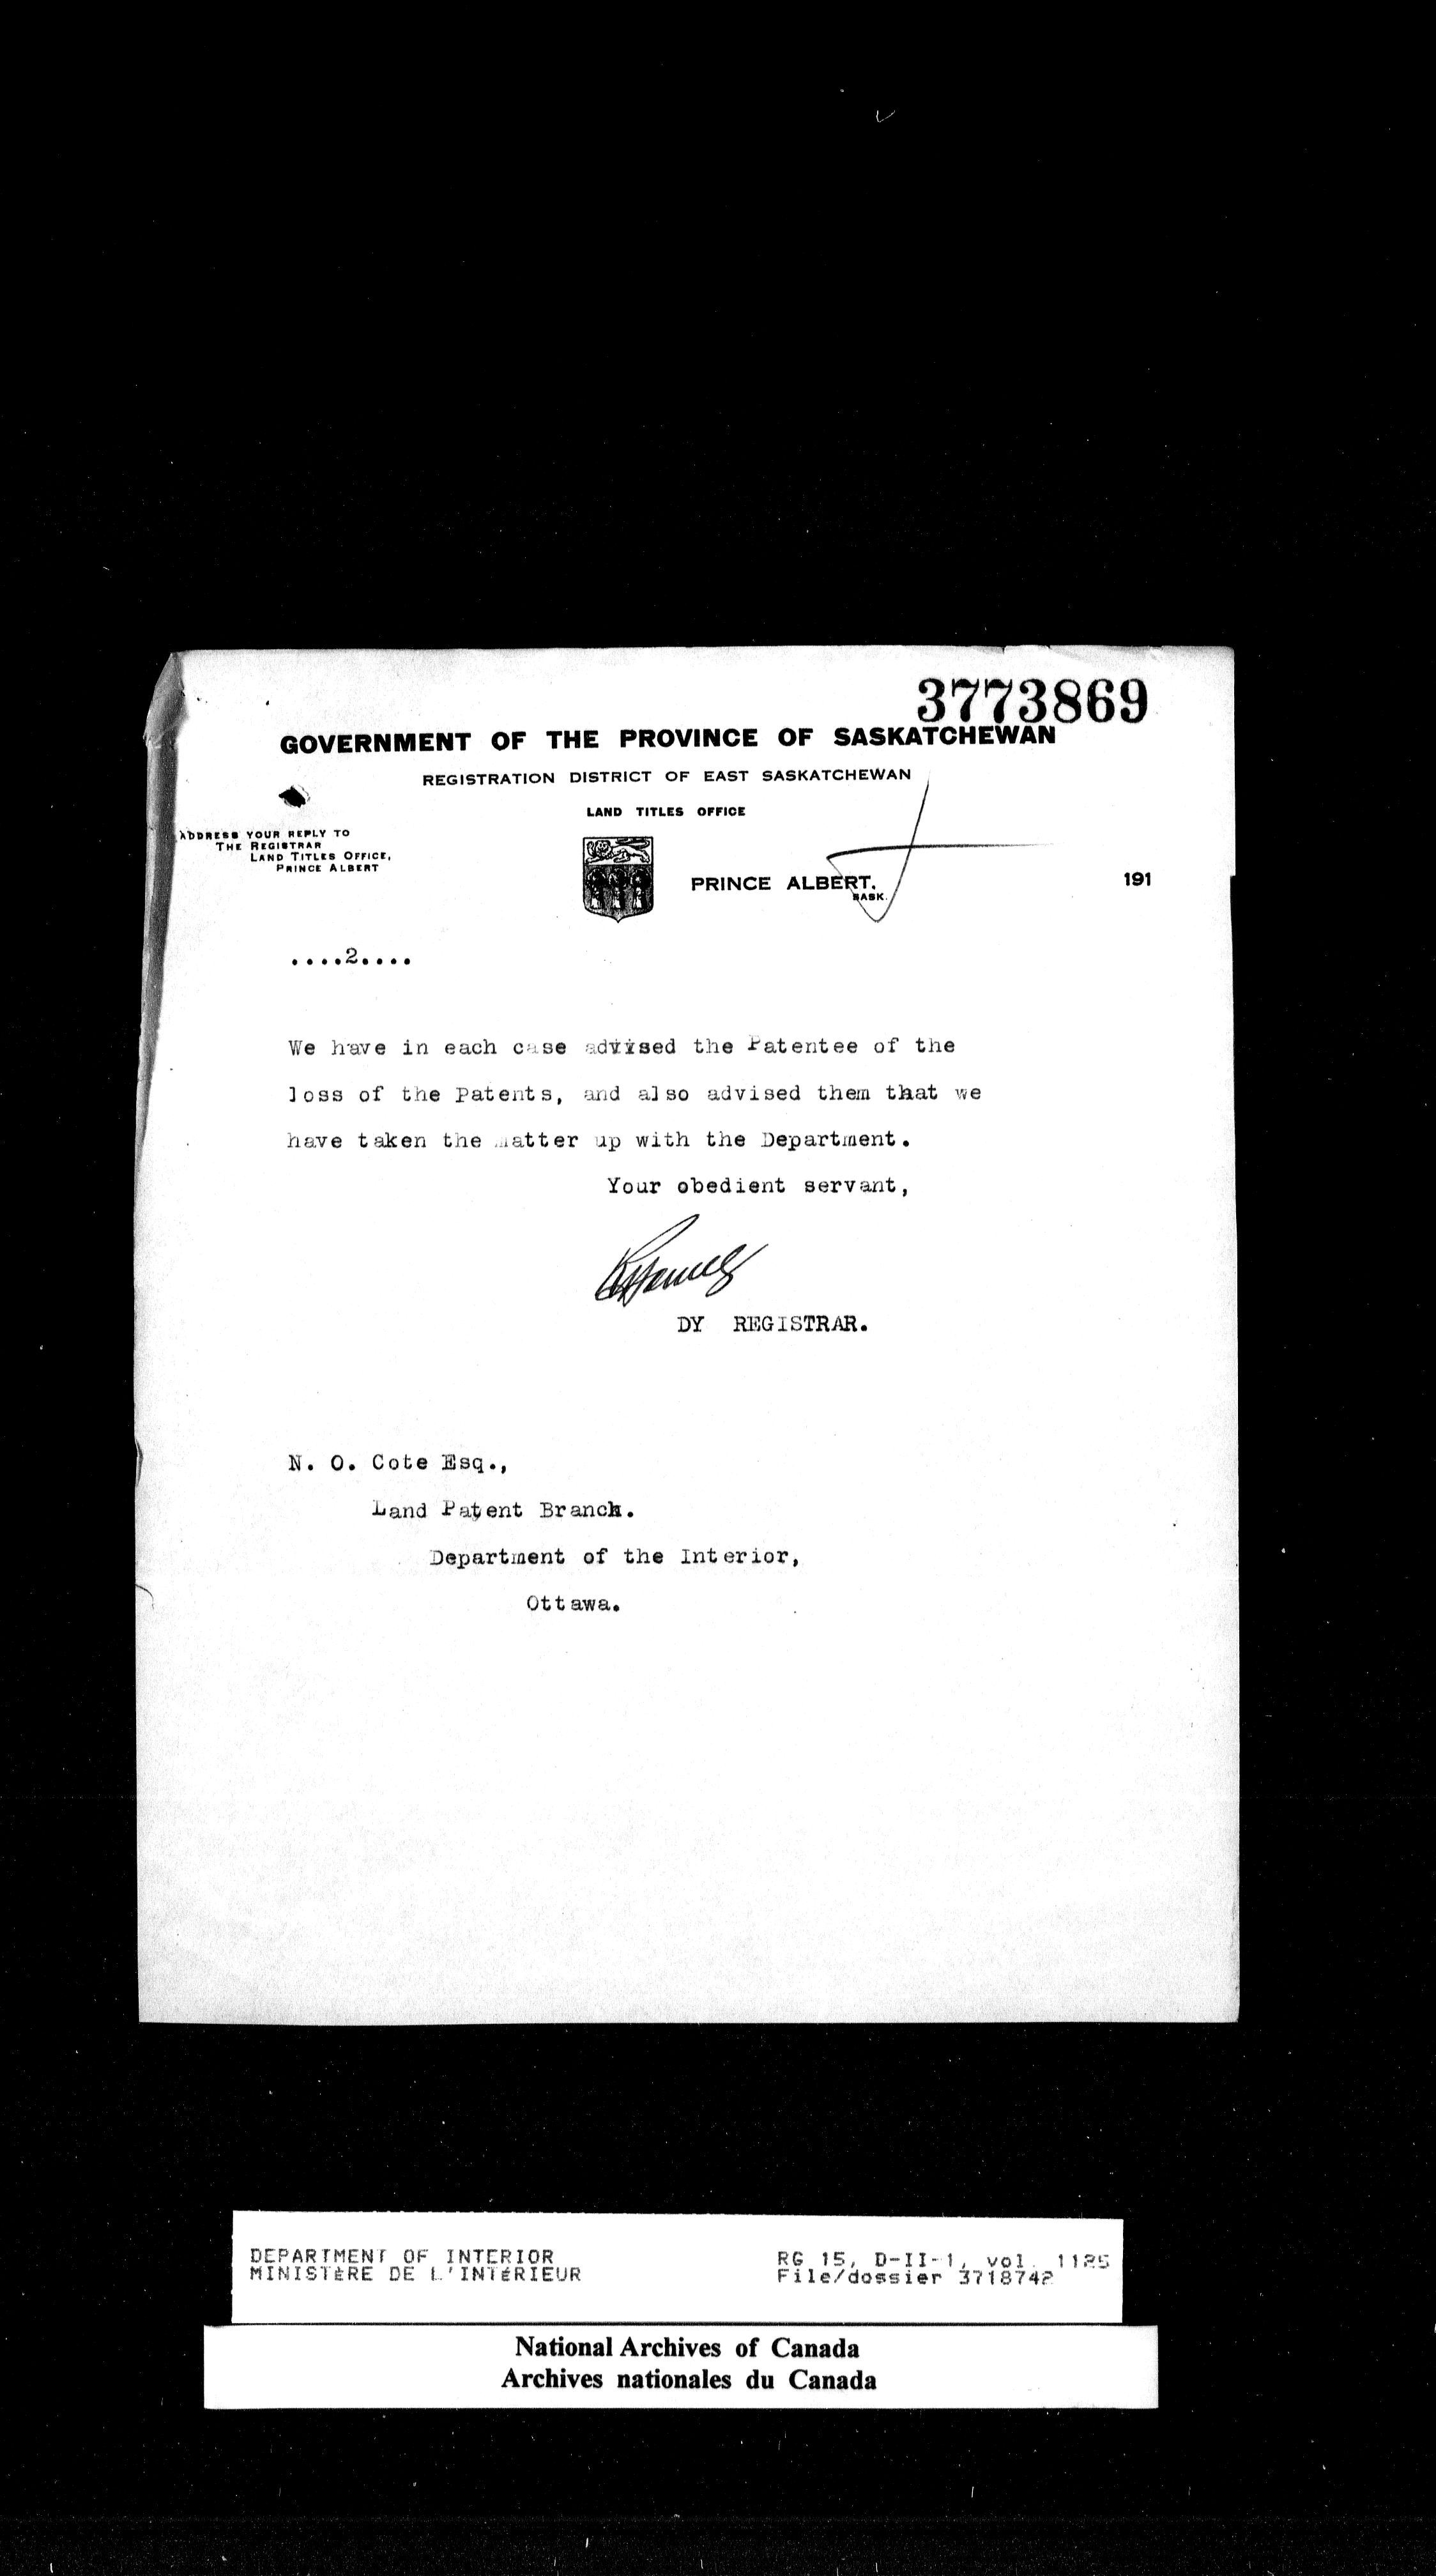 3773869
GOVERNMENT OF THE PROVINCE OF SASKATCHEWAN
REGISTRATION DISTRICT OF EAST SASKATCHEWAN
LAND TITLES OFFICE
ADDRESS YOUR REPLY TO
THE REGISTRAR
LAND TITLES OFFICE,
PRINCE ALBERT
PRINCE ALBERT.
SASK.
191
....2....
We have in each case advised the Patentee of the
loss of the Patents, and also advised them that we
have taken the matter up with the Department.
Your obedient servant,
DY REGISTRAR.
N. O. Cote Esq.,
Land Patent Branch.
Department of the Interior,
Ottawa.
DEPARTMENT OF INTERIOR
MINISTÈRE DE L'INTÉRIEUR
RG 15, D-II-1, vol. 1125
File/dossier 3718742
National Archives of Canada
Archives nationales du Canada